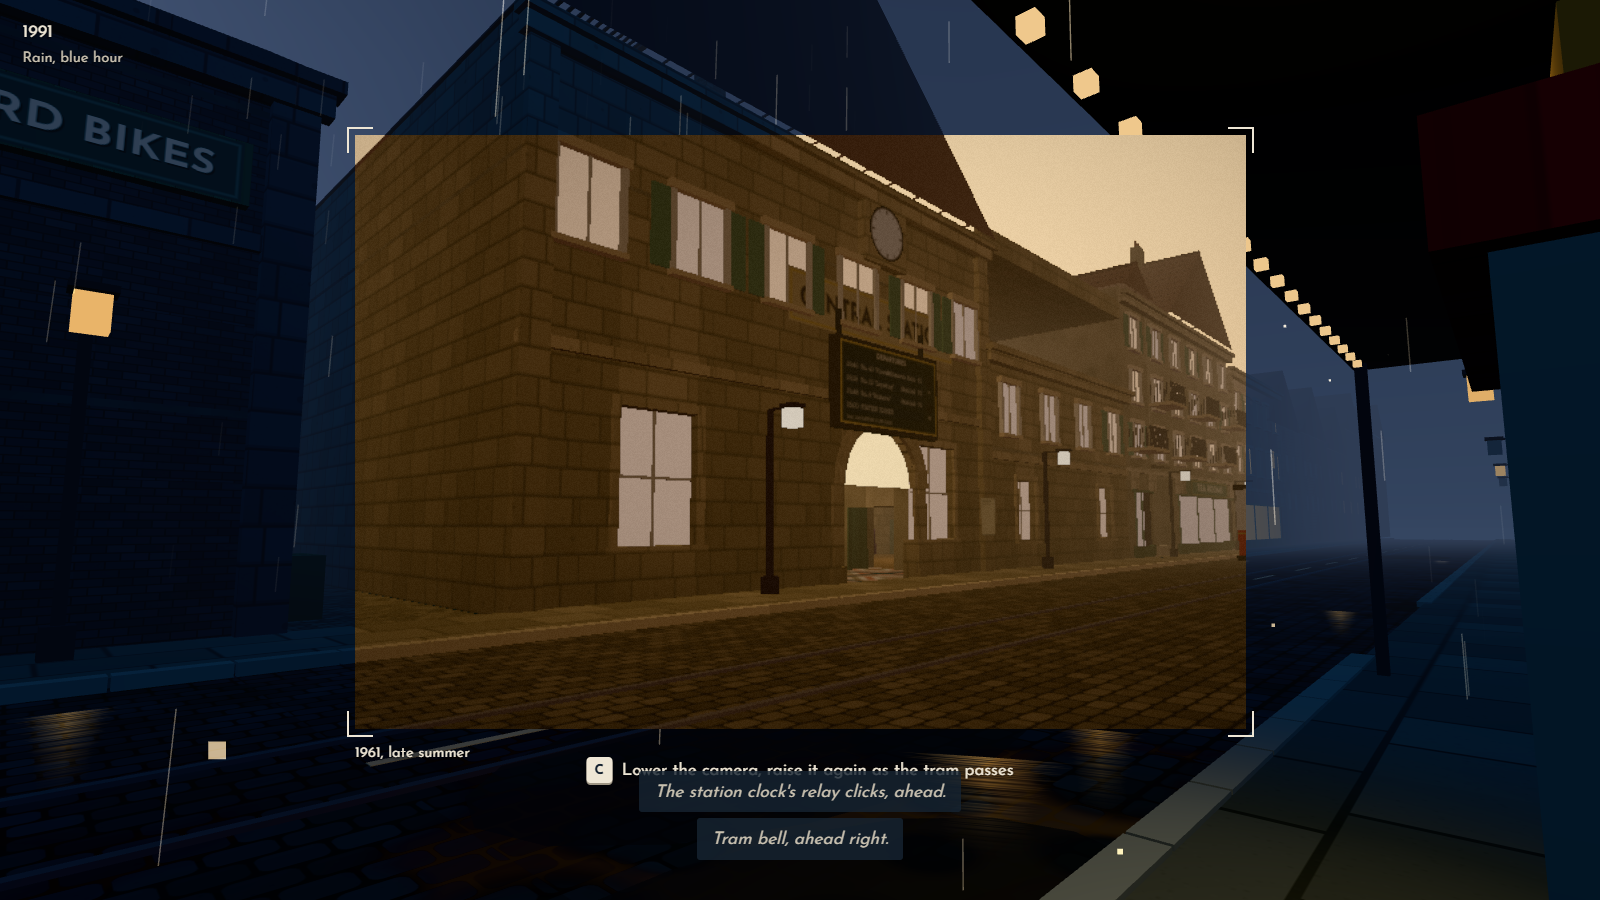 1991
Rain, blue hour
RD BIKES
DEPARTURES
1961, late summer
C Lower the camera, raise it again as the tram passes
The station clock's relay clicks, ahead.
Tram bell, ahead right.